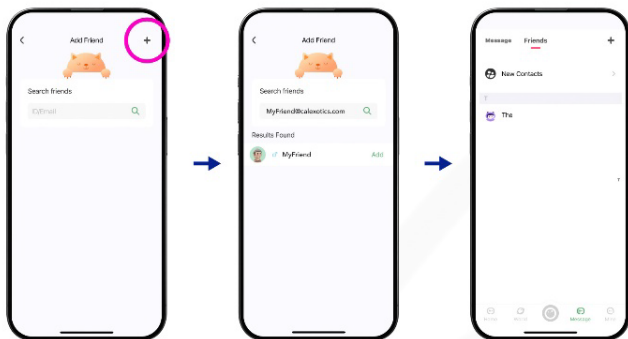 Add Friend
+
Search friends
ID/Email
Add Friend
Search friends
MyFriend@calexotics.com
Results Found
MyFriend
Add
Message Friends +
New Contacts
T
The
T
Message